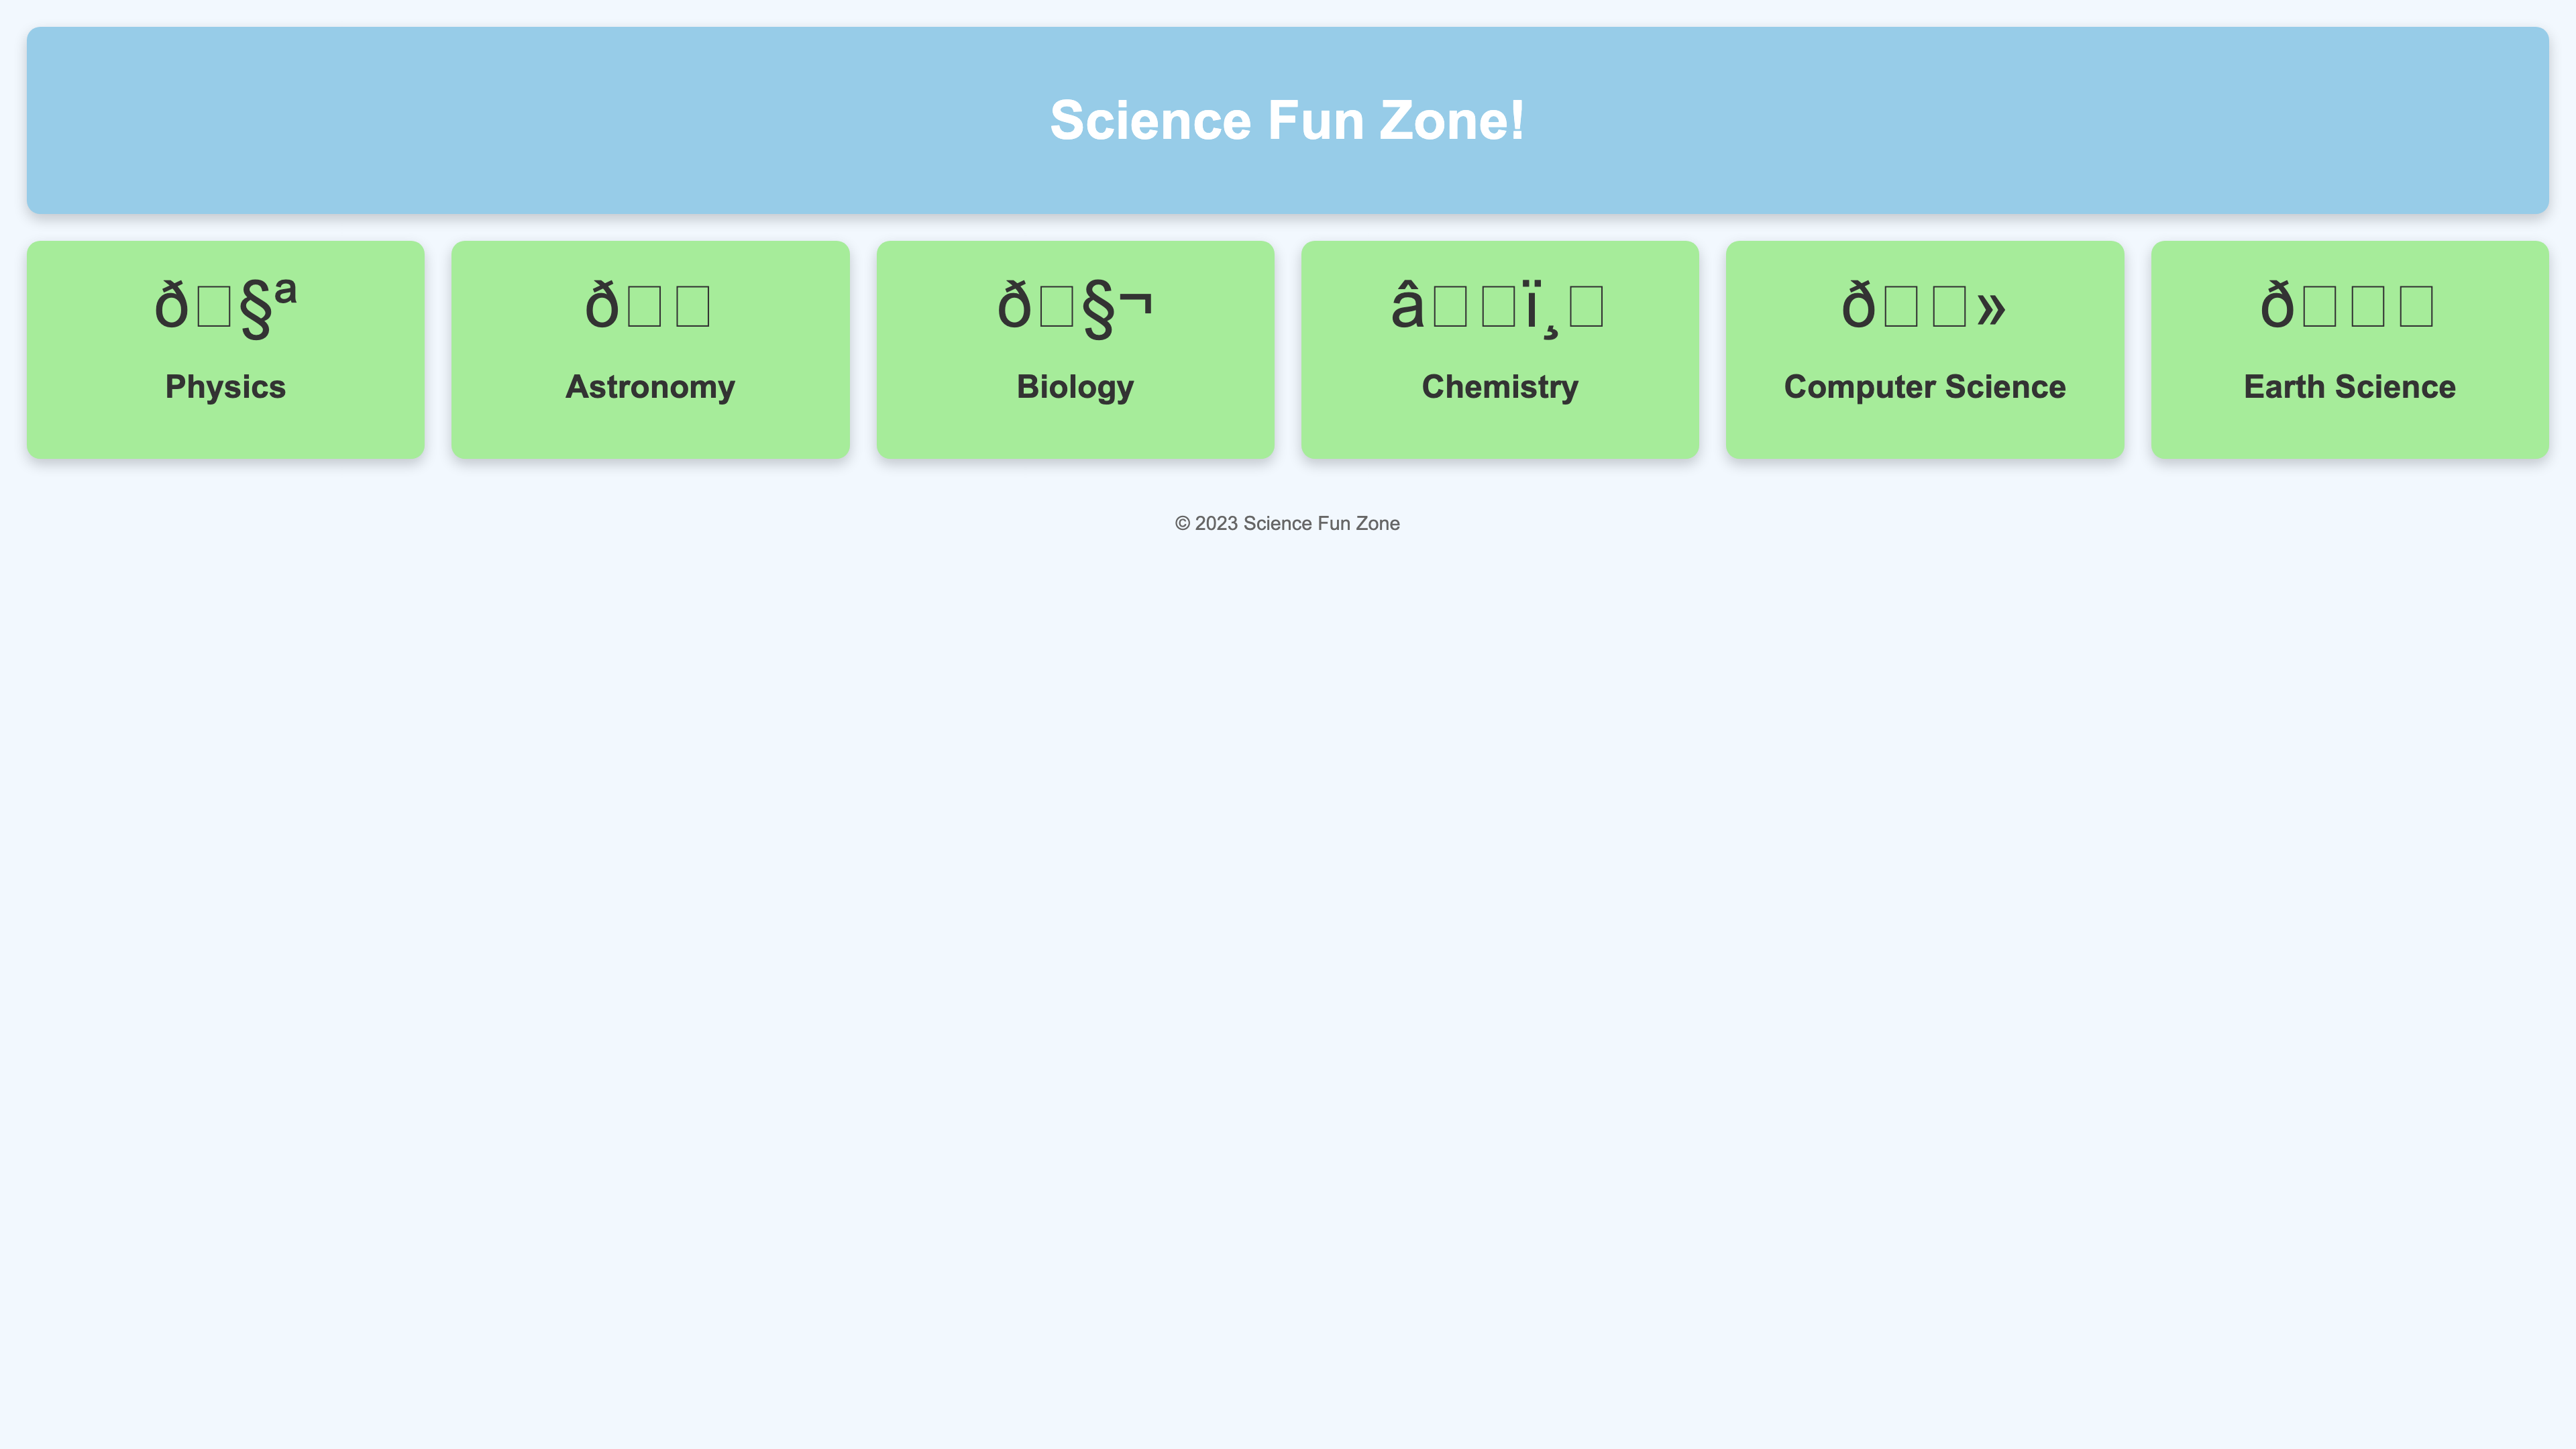 Science Fun Zone!
ð□§ª
Physics
ð□□
Astronomy
ð□§¬
Biology
â□□ï¸□
Chemistry
ð□□»
Computer Science
ð□□□
Earth Science
© 2023 Science Fun Zone